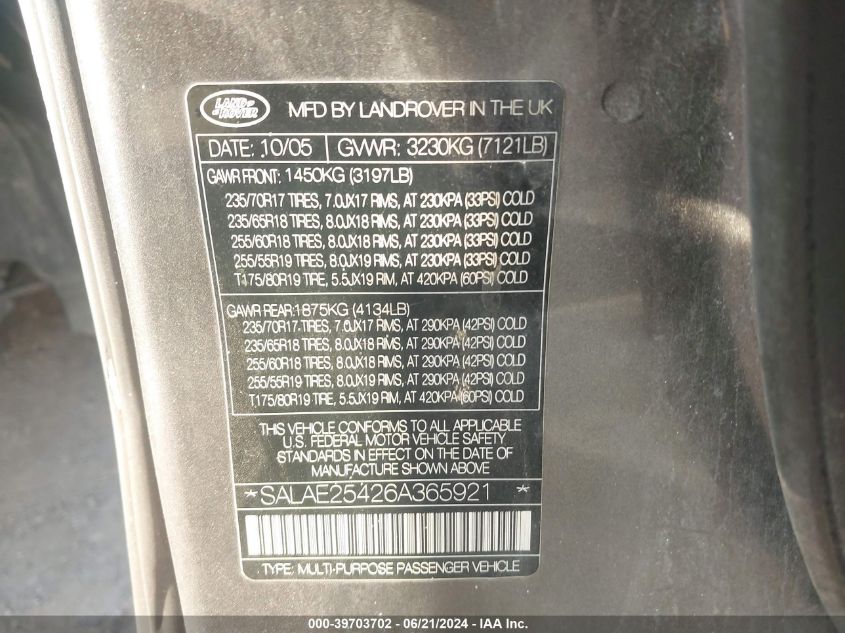 LAND ROVER
MFD BY LANDROVER IN THE UK
DATE: 10/05 GVWR: 3230KG (7121LB)
GAWR FRONT: 1450KG (3197LB)
235/70R17 TIRES, 7.0JX17 RIMS, AT 230KPA (33PSI) COLD
235/65R18 TIRES, 8.0JX18 RIMS, AT 230KPA (33PSI) COLD
255/60R18 TIRES, 8.0JX18 RIMS, AT 230KPA (33PSI) COLD
255/55R19 TIRES, 8.0JX19 RIMS, AT 230KPA (33PSI) COLD
T175/80R19 TIRE, 5.5JX19 RIM, AT 420KPA (60PSI) COLD
GAWR REAR: 1875KG (4134LB)
235/70R17 TIRES, 7.0JX17 RIMS, AT 290KPA (42PSI) COLD
235/65R18 TIRES, 8.0JX18 RIMS, AT 290KPA (42PSI) COLD
255/60R18 TIRES, 8.0JX18 RIMS, AT 290KPA (42PSI) COLD
255/55R19 TIRES, 8.0JX19 RIMS, AT 290KPA (42PSI) COLD
T175/80R19 TIRE, 5.5JX19 RIM, AT 420KPA (60PSI) COLD
THIS VEHICLE CONFORMS TO ALL APPLICABLE
U.S. FEDERAL MOTOR VEHICLE SAFETY
STANDARDS IN EFFECT ON THE DATE OF
MANUFACTURE SHOWN ABOVE
*SALAE25426A365921 *
TYPE: MULTI-PURPOSE PASSENGER VEHICLE
000-39703702 - 06/21/2024 - IAA Inc.